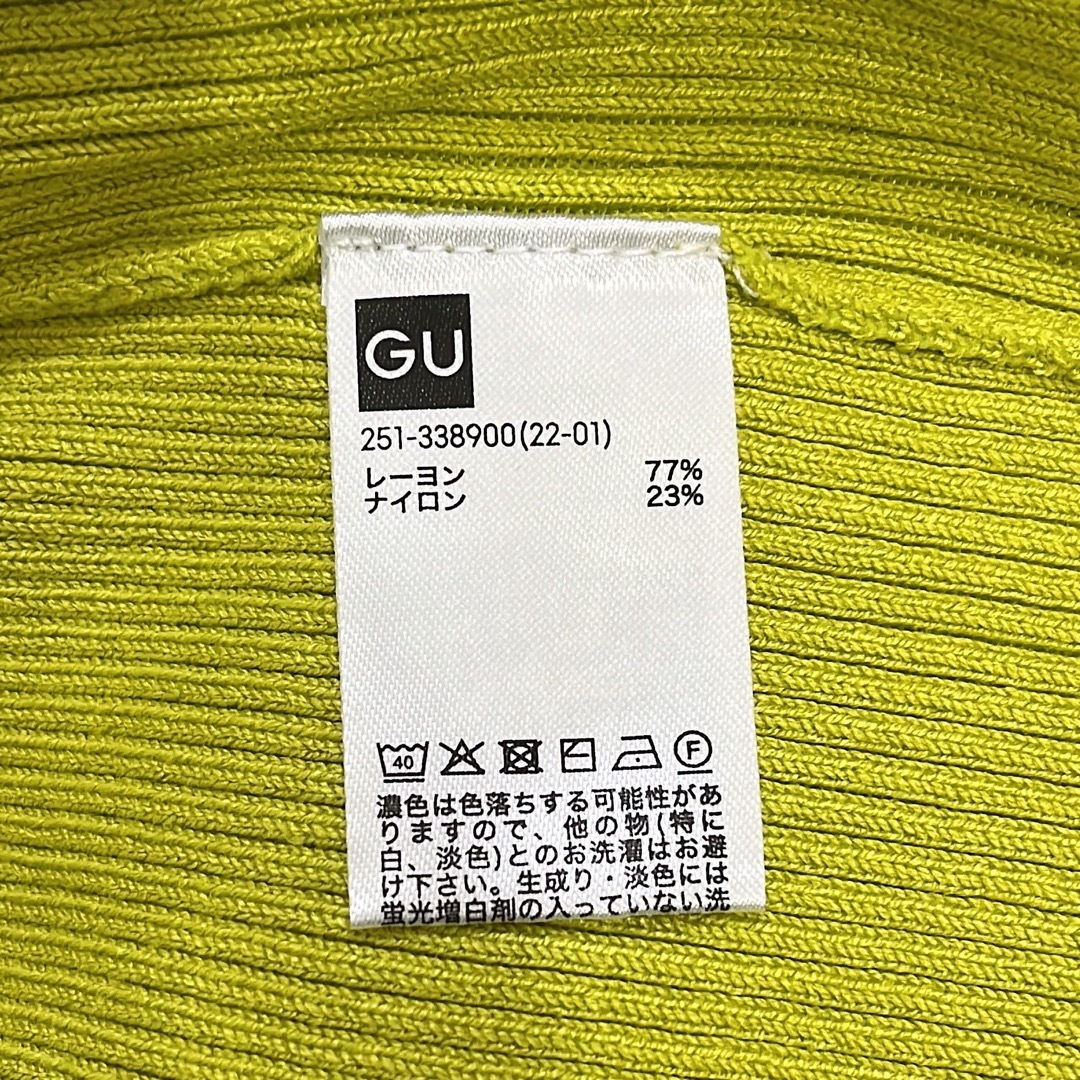 GU
251-338900(22-01)
レーヨン 77%
ナイロン 23%
40 F
濃色は色落ちする可能性があ
りますので、他の物(特に
白、淡色)とのお洗濯はお避
け下さい。生成り・淡色には
蛍光増白剤の入っていない洗